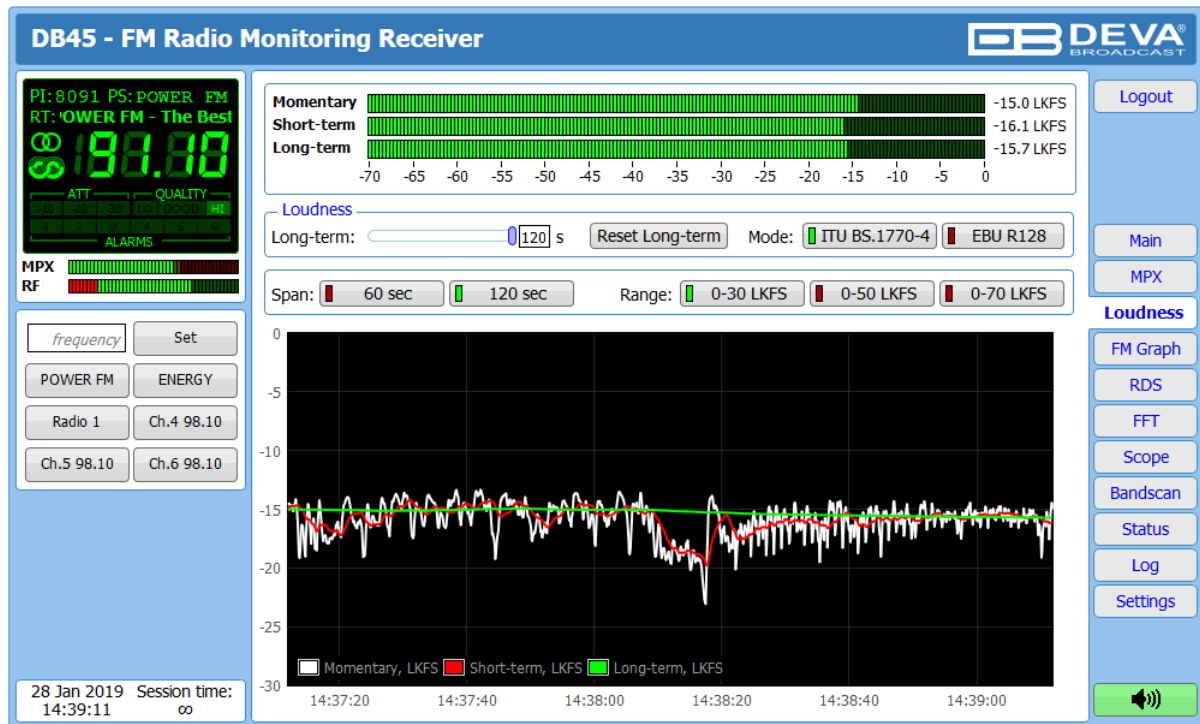 DB45 - FM Radio Monitoring Receiver
DB DEVA®
BROADCAST
PI:8091 PS:POWER FM
RT:'OWER FM - The Best
91.10
ATT QUALITY
-10 -20 -30 LO GOOD HI
1 2 3 4 5 6
ALARMS
MPX
RF
frequency Set
POWER FM ENERGY
Radio 1 Ch.4 98.10
Ch.5 98.10 Ch.6 98.10
28 Jan 2019 Session time:
14:39:11 ∞
Momentary -15.0 LKFS
Short-term -16.1 LKFS
Long-term -15.7 LKFS
-70 -65 -60 -55 -50 -45 -40 -35 -30 -25 -20 -15 -10 -5 0
Loudness
Long-term: 120 s Reset Long-term Mode: ITU BS.1770-4 EBU R128
Span: 60 sec 120 sec Range: 0-30 LKFS 0-50 LKFS 0-70 LKFS
0
-5
-10
-15
-20
-25
-30
Momentary, LKFS Short-term, LKFS Long-term, LKFS
14:37:20 14:37:40 14:38:00 14:38:20 14:38:40 14:39:00
Logout
Main
MPX
Loudness
FM Graph
RDS
FFT
Scope
Bandscan
Status
Log
Settings